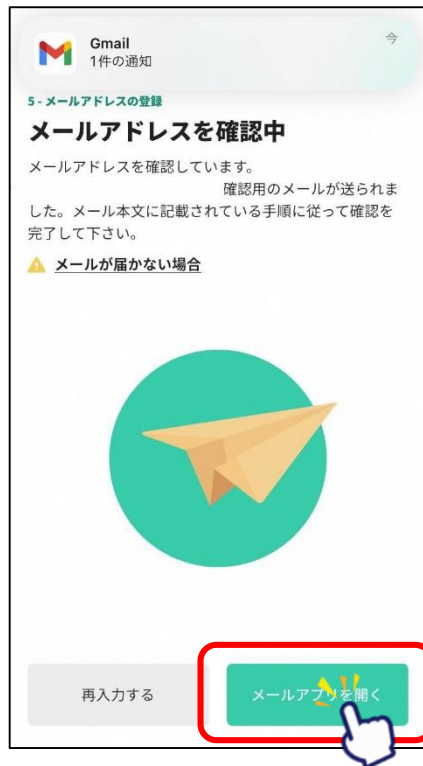 Gmail
今
1件の通知
5 - メールアドレスの登録
メールアドレスを確認中
メールアドレスを確認しています。
確認用のメールが送られま
した。メール本文に記載されている手順に従って確認を
完了して下さい。
メールが届かない場合
再入力する
メールアプリを開く